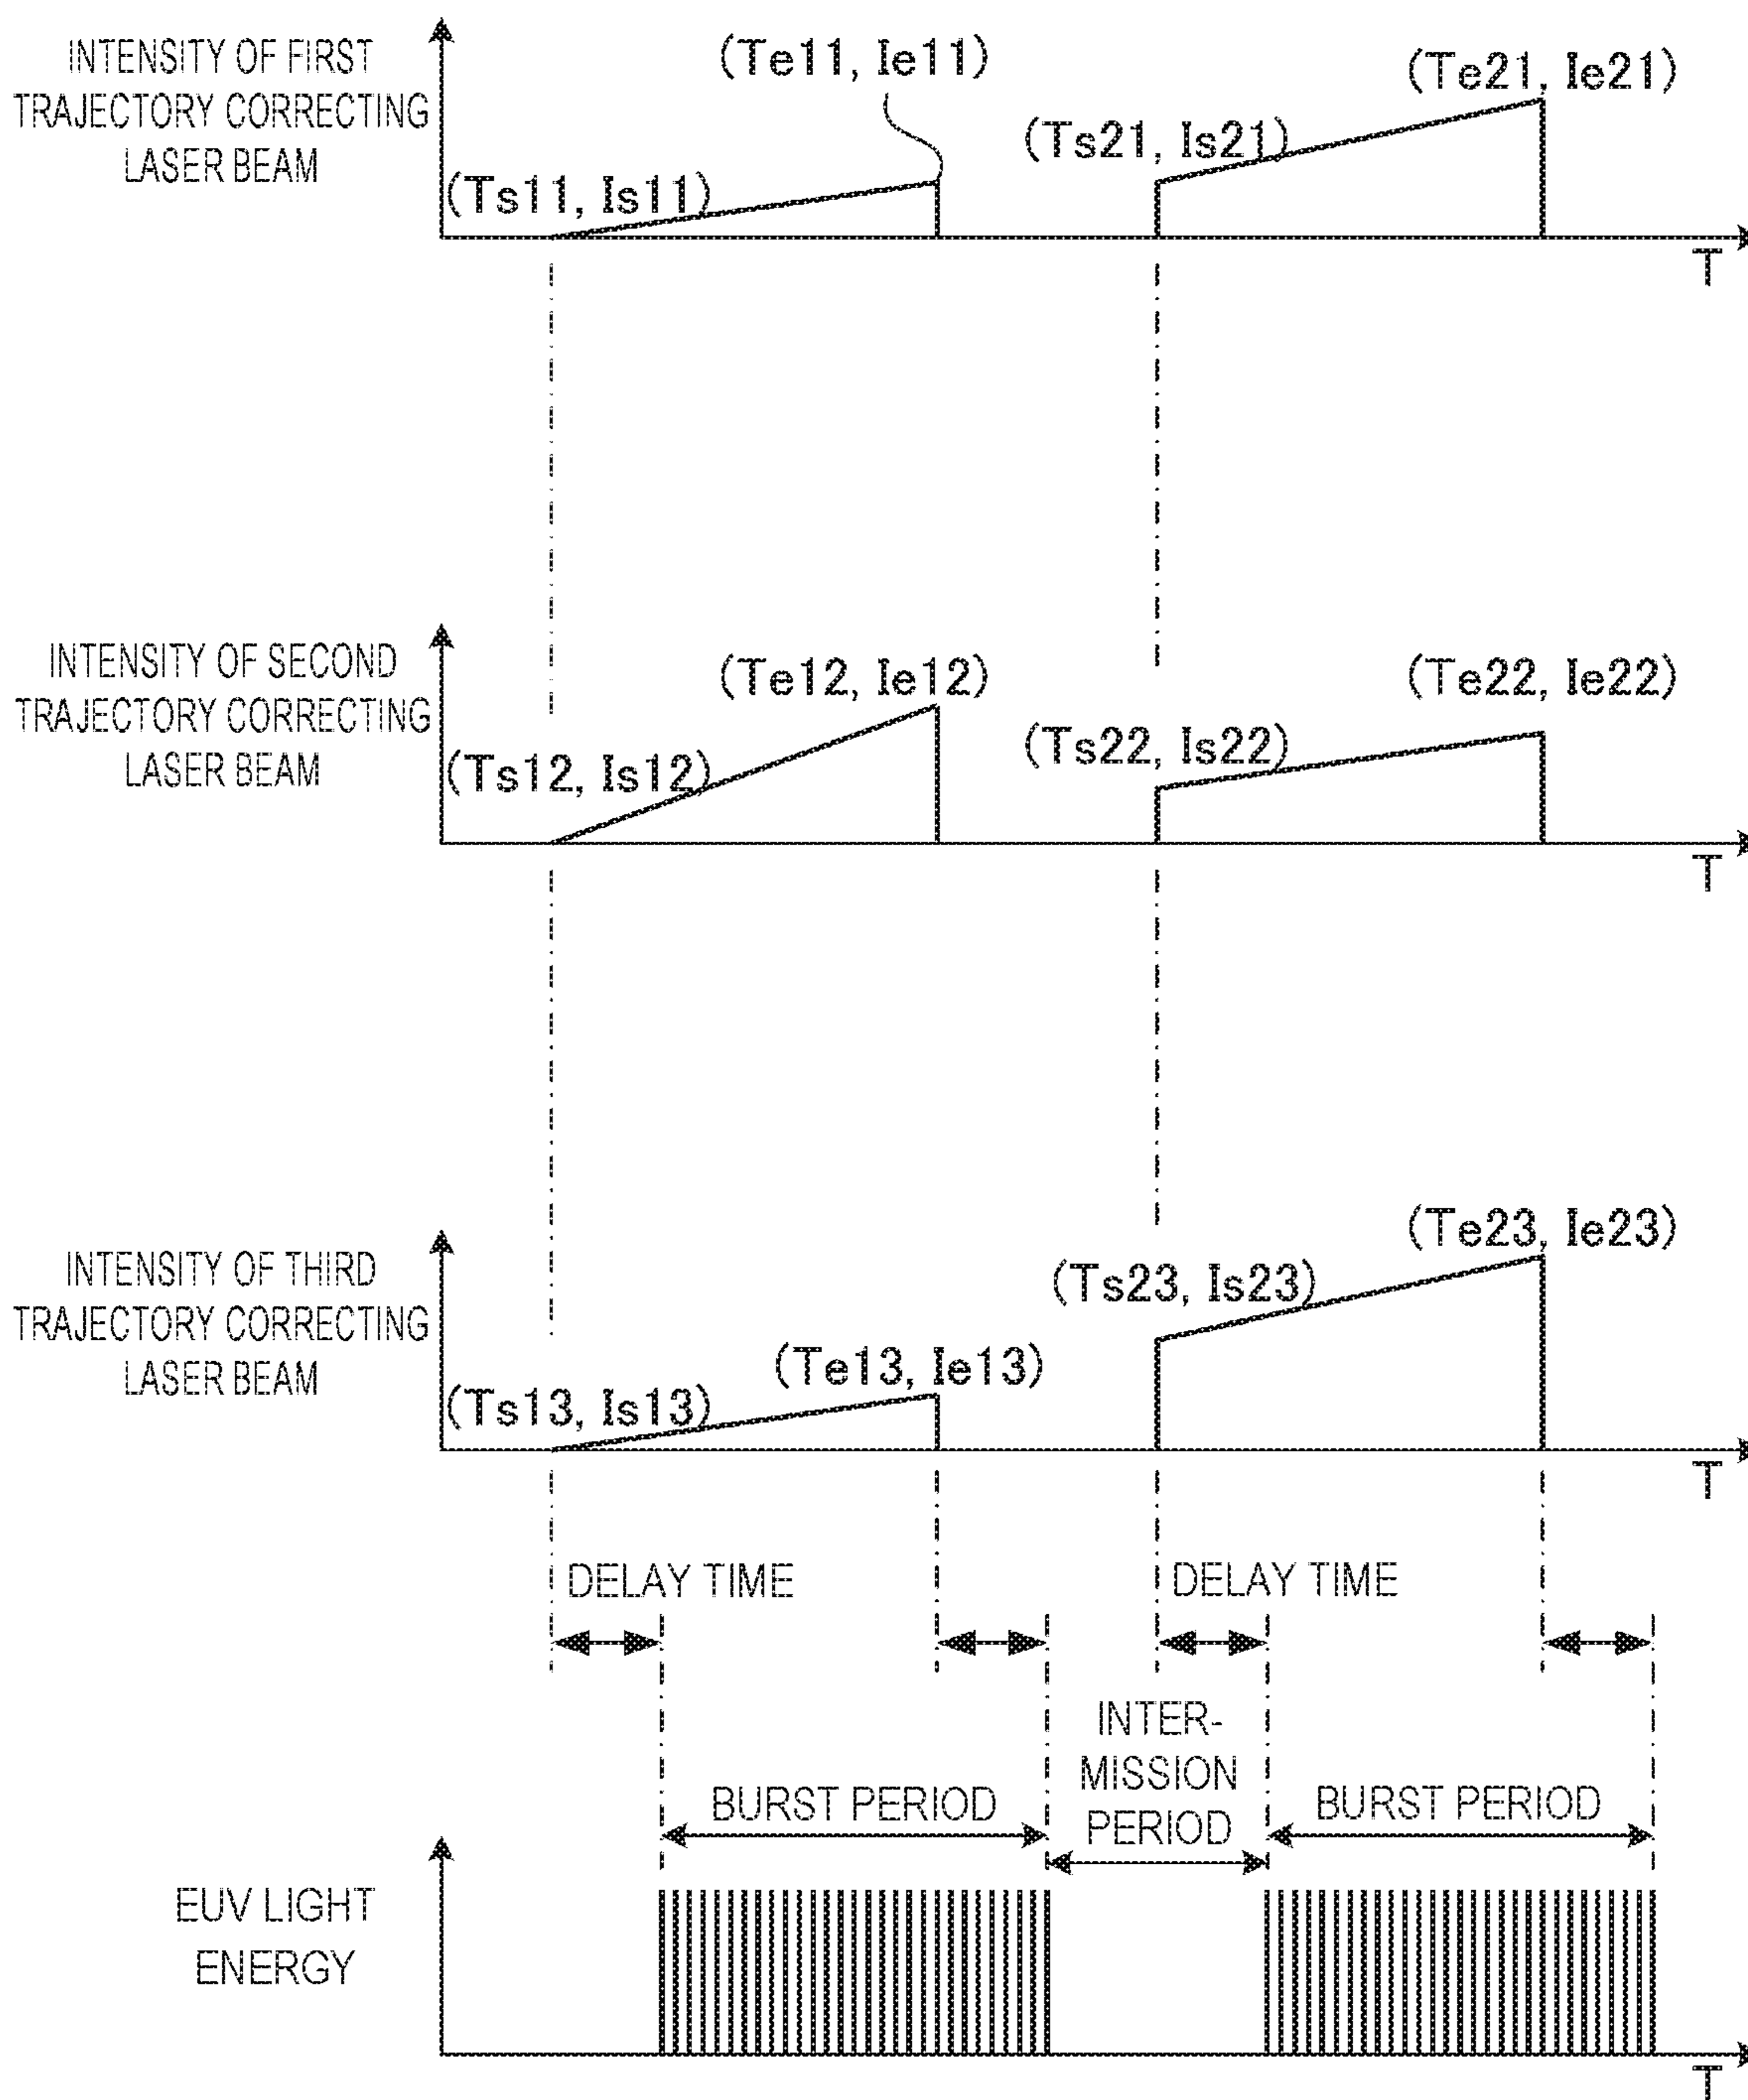 INTENSITY OF FIRST
TRAJECTORY CORRECTING
LASER BEAM
(Te11, Ie11)
(Te21, Ie21)
(Ts21, Is21)
(Ts11, Is11)
T
INTENSITY OF SECOND
TRAJECTORY CORRECTING
LASER BEAM
(Te12, Ie12)
(Te22, Ie22)
(Ts22, Is22)
(Ts12, Is12)
T
INTENSITY OF THIRD
TRAJECTORY CORRECTING
LASER BEAM
(Te23, Ie23)
(Ts23, Is23)
(Te13, Ie13)
(Ts13, Is13)
T
DELAY TIME
DELAY TIME
BURST PERIOD
INTER-
MISSION
PERIOD
BURST PERIOD
EUV LIGHT
ENERGY
T